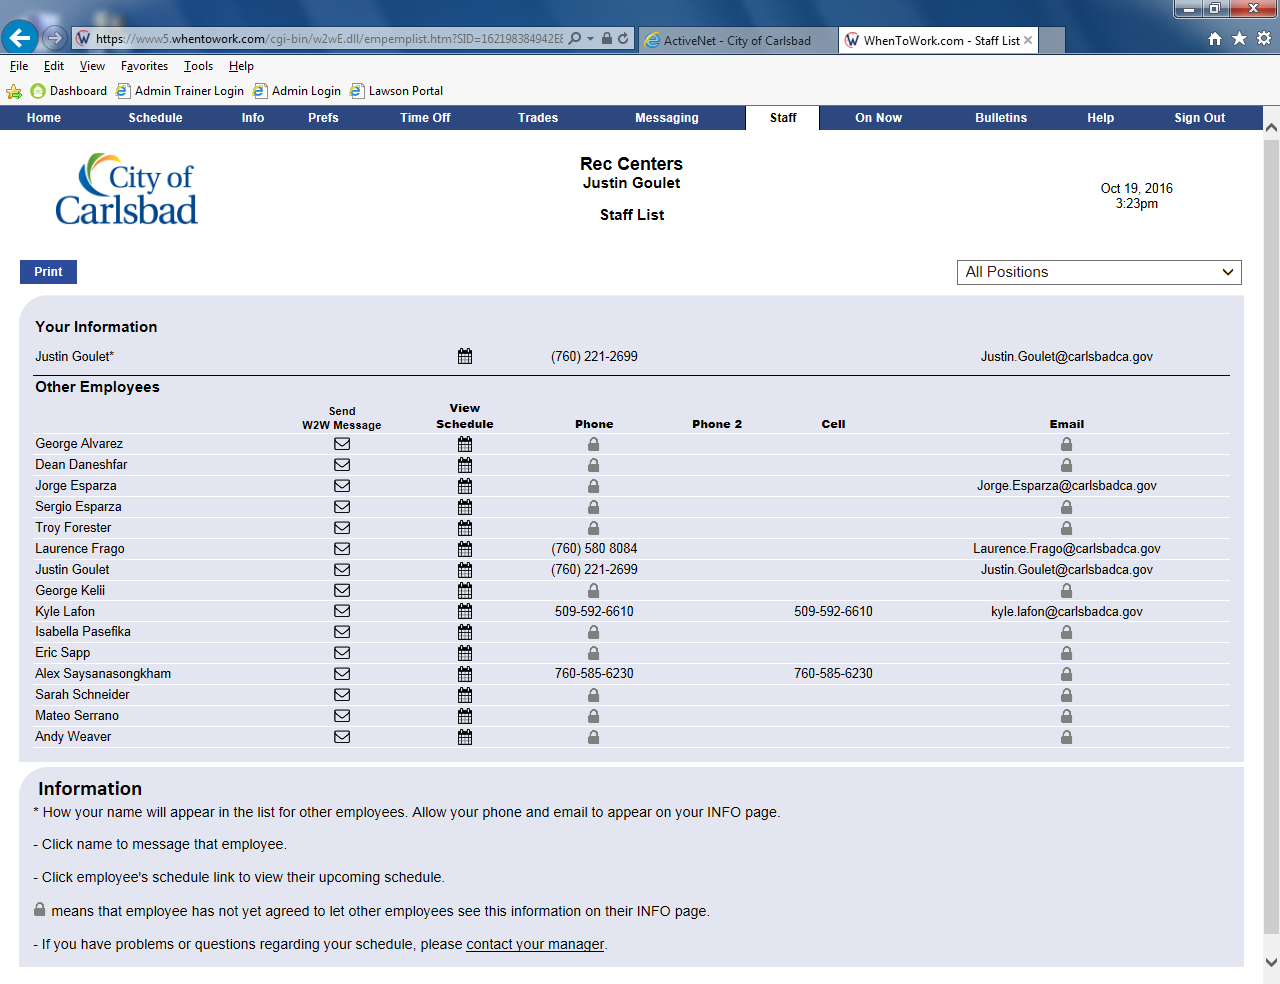 https://www5.whentowork.com/cgi-bin/w2wE.dll/empemplist.htm?SID=162198384942E8
ActiveNet - City of Carlsbad
WhenToWork.com - Staff List
File Edit View Favorites Tools Help
Dashboard Admin Trainer Login Admin Login Lawson Portal
Home Schedule Info Prefs Time Off Trades Messaging Staff On Now Bulletins Help Sign Out
City of
Carlsbad
Rec Centers
Justin Goulet
Staff List
Oct 19, 2016
3:23pm
Print
All Positions
Your Information
Justin Goulet* (760) 221-2699 Justin.Goulet@carlsbadca.gov
Other Employees
Send
W2W Message
View
Schedule
Phone Phone 2 Cell Email
George Alvarez
Dean Daneshfar
Jorge Esparza Jorge.Esparza@carlsbadca.gov
Sergio Esparza
Troy Forester
Laurence Frago (760) 580 8084 Laurence.Frago@carlsbadca.gov
Justin Goulet (760) 221-2699 Justin.Goulet@carlsbadca.gov
George Kelii
Kyle Lafon 509-592-6610 509-592-6610 kyle.lafon@carlsbadca.gov
Isabella Pasefika
Eric Sapp
Alex Saysanasongkham 760-585-6230 760-585-6230
Sarah Schneider
Mateo Serrano
Andy Weaver
Information
* How your name will appear in the list for other employees. Allow your phone and email to appear on your INFO page.
- Click name to message that employee.
- Click employee's schedule link to view their upcoming schedule.
means that employee has not yet agreed to let other employees see this information on their INFO page.
- If you have problems or questions regarding your schedule, please contact your manager.